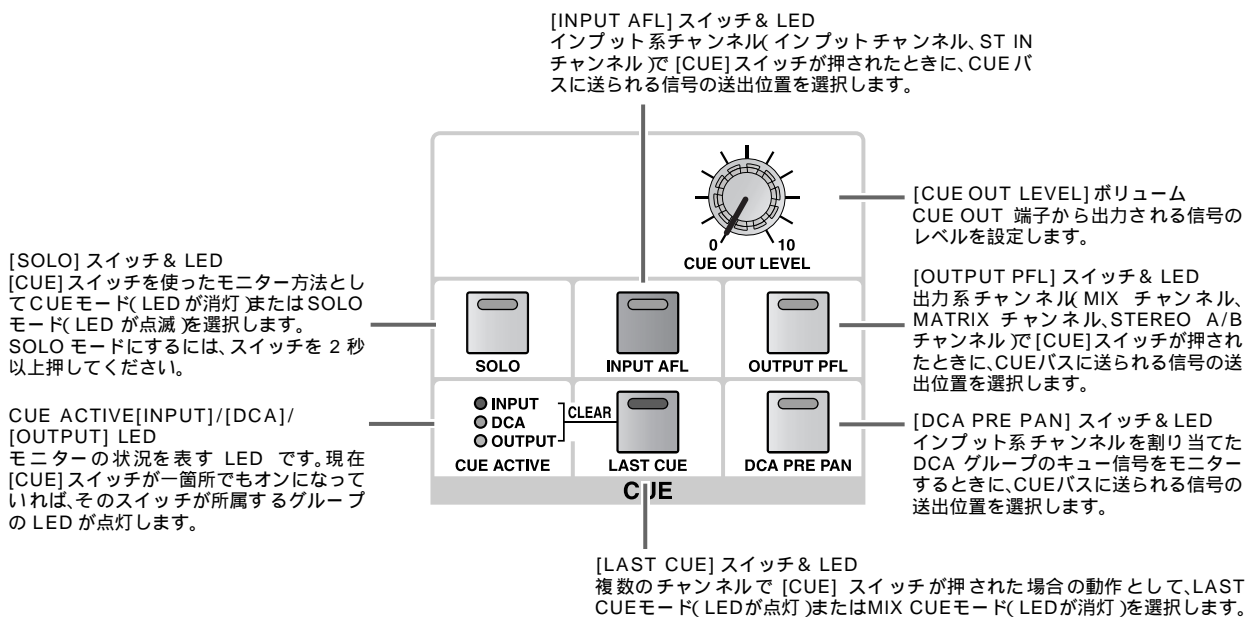 [INPUT AFL] スイッチ& LED
インプット系チャンネル(インプットチャンネル、ST IN
チャンネル)で [CUE]スイッチが押されたときに、CUEバ
スに送られる信号の送出位置を選択します。
0
10
CUE OUT LEVEL
[CUE OUT LEVEL]ボリューム
CUE OUT 端子から出力される信号の
レベルを設定します。
[SOLO] スイッチ& LED
[CUE]スイッチを使ったモニター方法とし
てCUEモード(LED が消灯)またはSOLO
モード(LED が点滅)を選択します。
SOLO モードにするには、スイッチを 2 秒
以上押してください。
SOLO
INPUT AFL
OUTPUT PFL
[OUTPUT PFL] スイッチ& LED
出力系チャンネル(MIX チャンネル、
MATRIX チャンネル、STEREO A/B
チャンネル)で[CUE]スイッチが押され
たときに、CUEバスに送られる信号の送
出位置を選択します。
CUE ACTIVE[INPUT]/[DCA]/
[OUTPUT] LED
モニターの状況を表す LED です。現在
[CUE]スイッチが一箇所でもオンになって
いれば、そのスイッチが所属するグループ
の LED が点灯します。
INPUT
DCA
OUTPUT
CLEAR
CUE ACTIVE
LAST CUE
DCA PRE PAN
CUE
[DCA PRE PAN] スイッチ&LED
インプット系チャンネルを割り当てた
DCA グループのキュー信号をモニター
するときに、CUEバスに送られる信号の
送出位置を選択します。
[LAST CUE]スイッチ& LED
複数のチャンネルで [CUE] スイッチが押された場合の動作として、LAST
CUEモード(LEDが点灯)またはMIX CUEモード(LEDが消灯)を選択します。